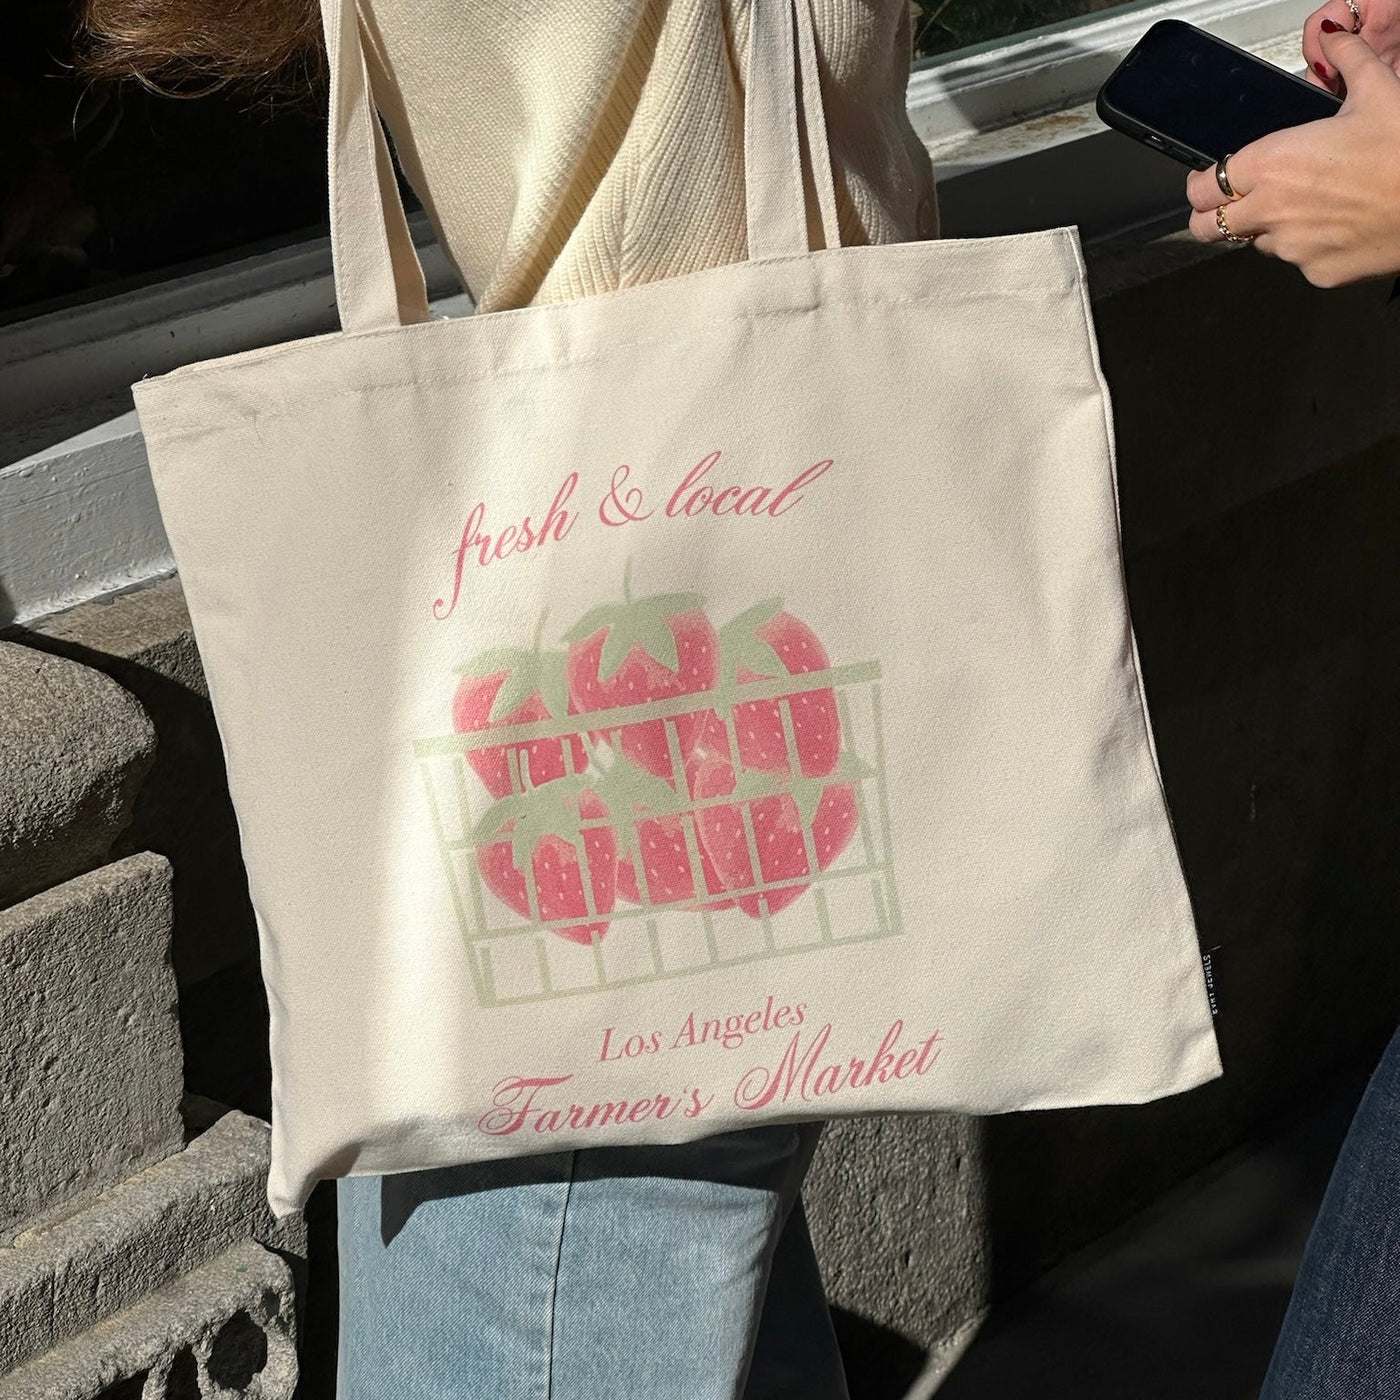 fresh & local
Los Angeles
Farmer's Market